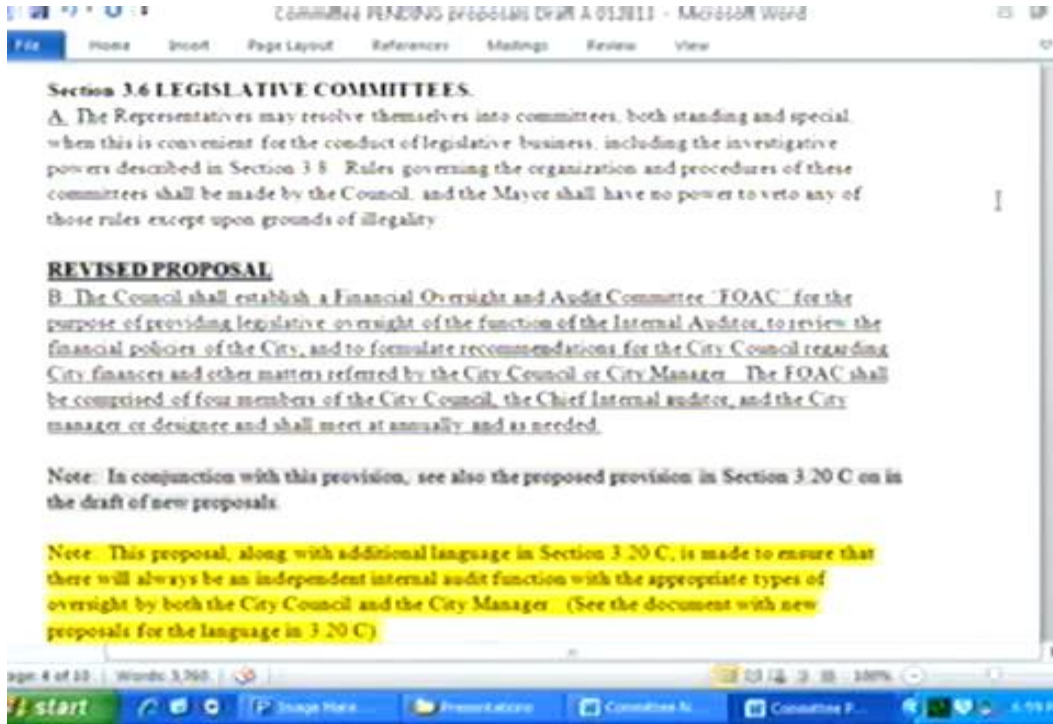 Committee PENDING proposals Draft A 012811 - Microsoft Word
File Home Insert Page Layout References Mailings Review View
Section 3.6 LEGISLATIVE COMMITTEES.
A. The Representatives may resolve themselves into committees, both standing and special,
when this is convenient for the conduct of legislative business, including the investigative
powers described in Section 3.8. Rules governing the organization and procedures of these
committees shall be made by the Council, and the Mayor shall have no power to veto any of
those rules except upon grounds of illegality
REVISED PROPOSAL
B. The Council shall establish a Financial Oversight and Audit Committee "FOAC" for the
purpose of providing legislative oversight of the function of the Internal Auditor, to review the
financial policies of the City, and to formulate recommendations for the City Council regarding
City finances and other matters referred by the City Council or City Manager. The FOAC shall
be comprised of four members of the City Council, the Chief Internal auditor, and the City
manager or designee and shall meet at annually and as needed.
Note: In conjunction with this provision, see also the proposed provision in Section 3.20 C on in
the draft of new proposals.
Note: This proposal, along with additional language in Section 3.20 C, is made to ensure that
there will always be an independent internal audit function with the appropriate types of
oversight by both the City Council and the City Manager. (See the document with new
proposals for the language in 3.20 C)
Page: 4 of 10 Words: 3,760 100%
start Image Mate... Presentations Committee N... Committee P... 6:59 P